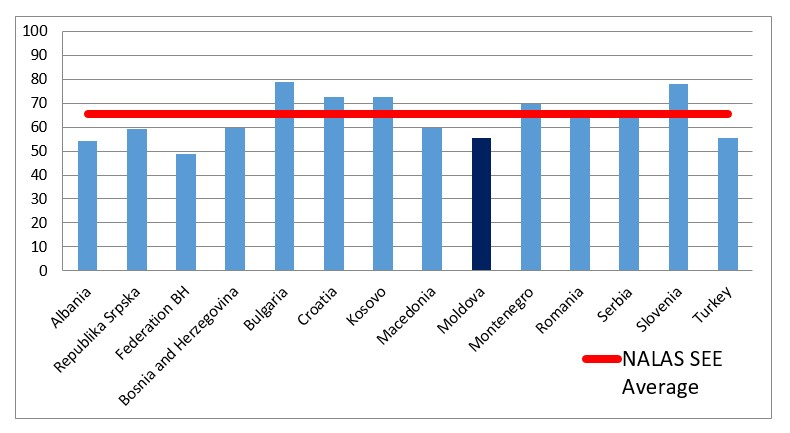 100
90
80
70
60
50
40
30
20
10
0
Albania
Republika Srpska
Federation BH
Bosnia and Herzegovina
Bulgaria
Croatia
Kosovo
Macedonia
Moldova
Montenegro
Romania
Serbia
Slovenia
Turkey
NALAS SEE
Average